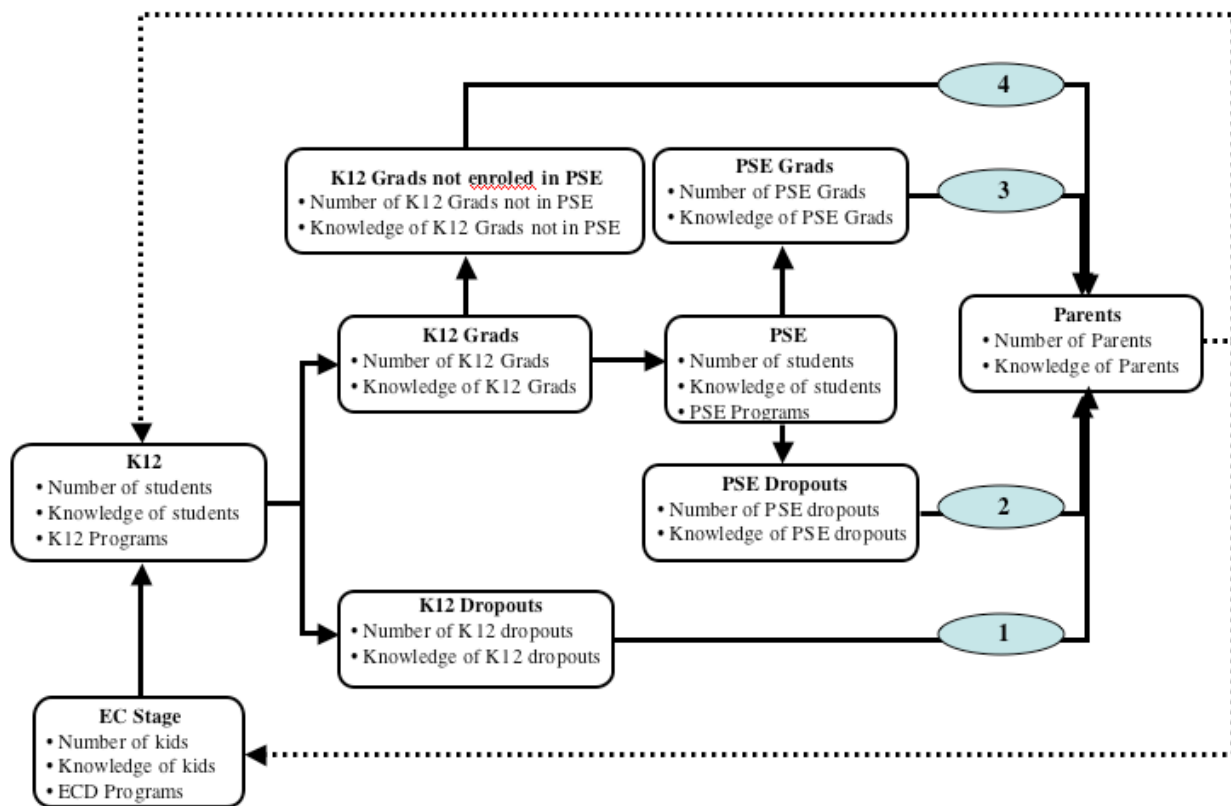 4
K12 Grads not enroled in PSE
• Number of K12 Grads not in PSE
• Knowledge of K12 Grads not in PSE
PSE Grads
• Number of PSE Grads
• Knowledge of PSE Grads
3
K12 Grads
• Number of K12 Grads
• Knowledge of K12 Grads
PSE
• Number of students
• Knowledge of students
• PSE Programs
Parents
• Number of Parents
• Knowledge of Parents
K12
• Number of students
• Knowledge of students
• K12 Programs
PSE Dropouts
• Number of PSE dropouts
• Knowledge of PSE dropouts
2
K12 Dropouts
• Number of K12 dropouts
• Knowledge of K12 dropouts
1
EC Stage
• Number of kids
• Knowledge of kids
• ECD Programs